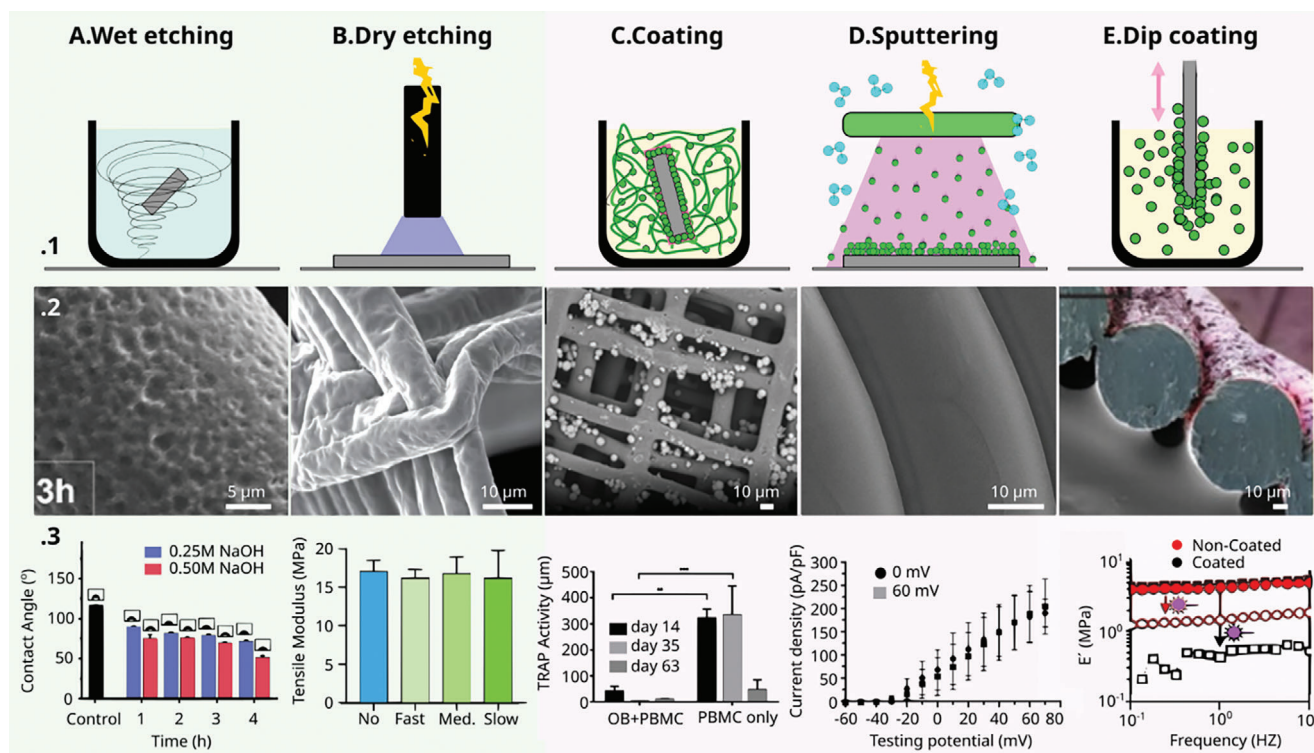 A.Wet etching
B.Dry etching
C.Coating
D.Sputtering
E.Dip coating
.1
.2
3h
5 µm
10 µm
10 µm
10 µm
10 µm
.3
Contact Angle (°)
150
100
50
0
0.25M NaOH
0.50M NaOH
Control
1
2
3
4
Time (h)
Tensile Modulus (MPa)
20
15
10
5
0
No
Fast
Med.
Slow
TRAP Activity (µm)
500
400
300
200
100
0
day 14
day 35
day 63
OB+PBMC
PBMC only
Current density (pA/pF)
300
250
200
150
100
50
0
0 mV
60 mV
-60
-40
-20
0
20
40
60
80
Testing potential (mV)
E´ (MPa)
Non-Coated
Coated
10¹
10⁰
10⁻¹
10⁻¹
10⁰
10
Frequency (HZ)